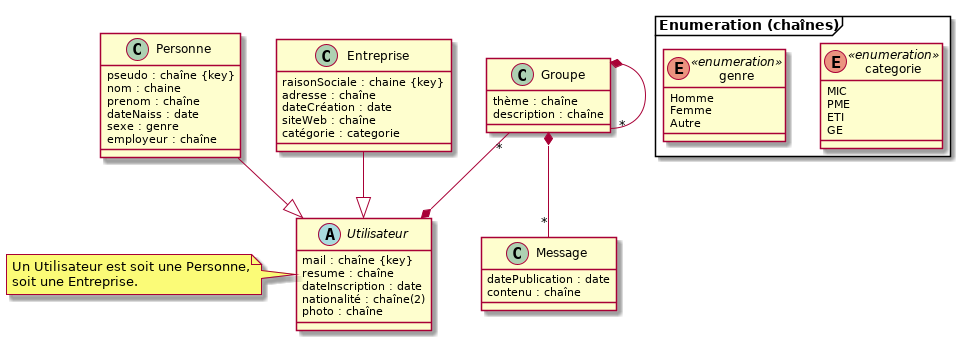 C Personne
pseudo : chaîne {key}
nom : chaine
prenom : chaîne
dateNaiss : date
sexe : genre
employeur : chaîne
C Entreprise
raisonSociale : chaine {key}
adresse : chaîne
dateCréation : date
siteWeb : chaîne
catégorie : categorie
C Groupe
thème : chaîne
description : chaîne
*
*
*
Enumeration (chaînes)
E «enumeration»
genre
Homme
Femme
Autre
E «enumeration»
categorie
MIC
PME
ETI
GE
Un Utilisateur est soit une Personne,
soit une Entreprise.
A Utilisateur
mail : chaîne {key}
resume : chaîne
dateInscription : date
nationalité : chaîne(2)
photo : chaîne
C Message
datePublication : date
contenu : chaîne